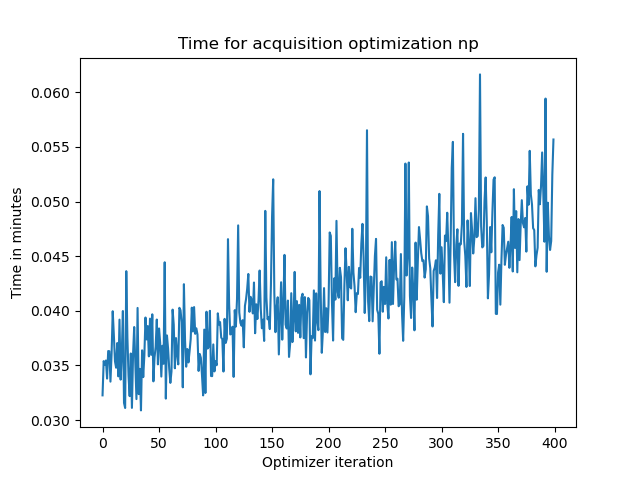 Time for acquisition optimization np
Time in minutes
0.060
0.055
0.050
0.045
0.040
0.035
0.030
0 50 100 150 200 250 300 350 400
Optimizer iteration